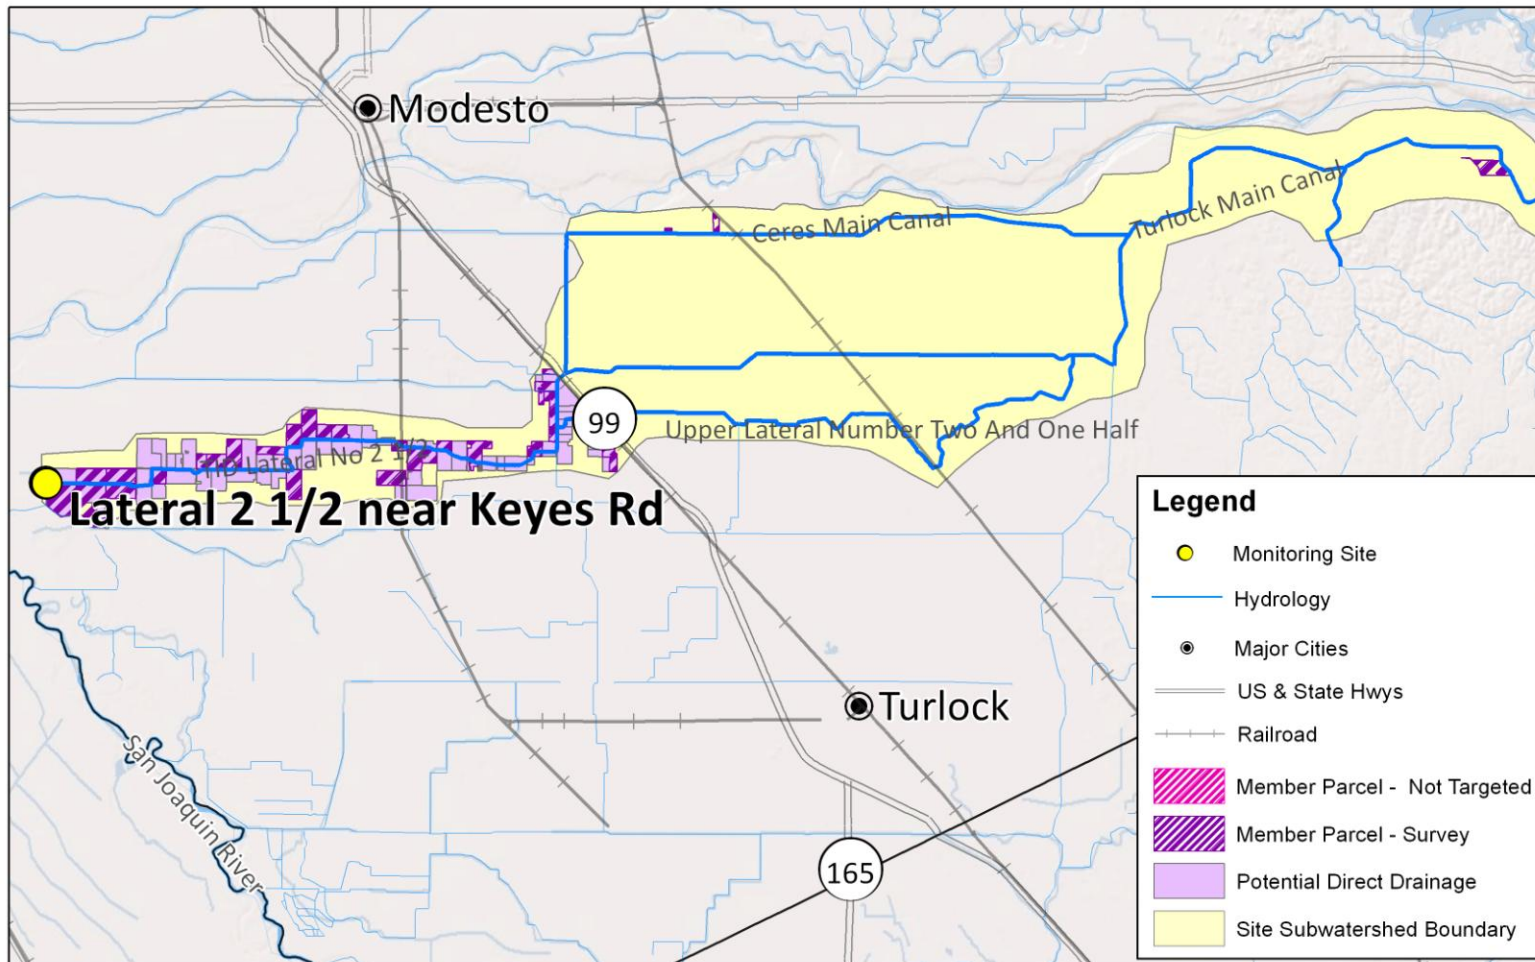 Modesto
Ceres Main Canal
Turlock Main Canal
99
Upper Lateral Number Two And One Half
TID Lateral No 2 1/2
Lateral 2 1/2 near Keyes Rd
Turlock
San Joaquin River
165
Legend
Monitoring Site
Hydrology
Major Cities
US & State Hwys
Railroad
Member Parcel - Not Targeted
Member Parcel - Survey
Potential Direct Drainage
Site Subwatershed Boundary